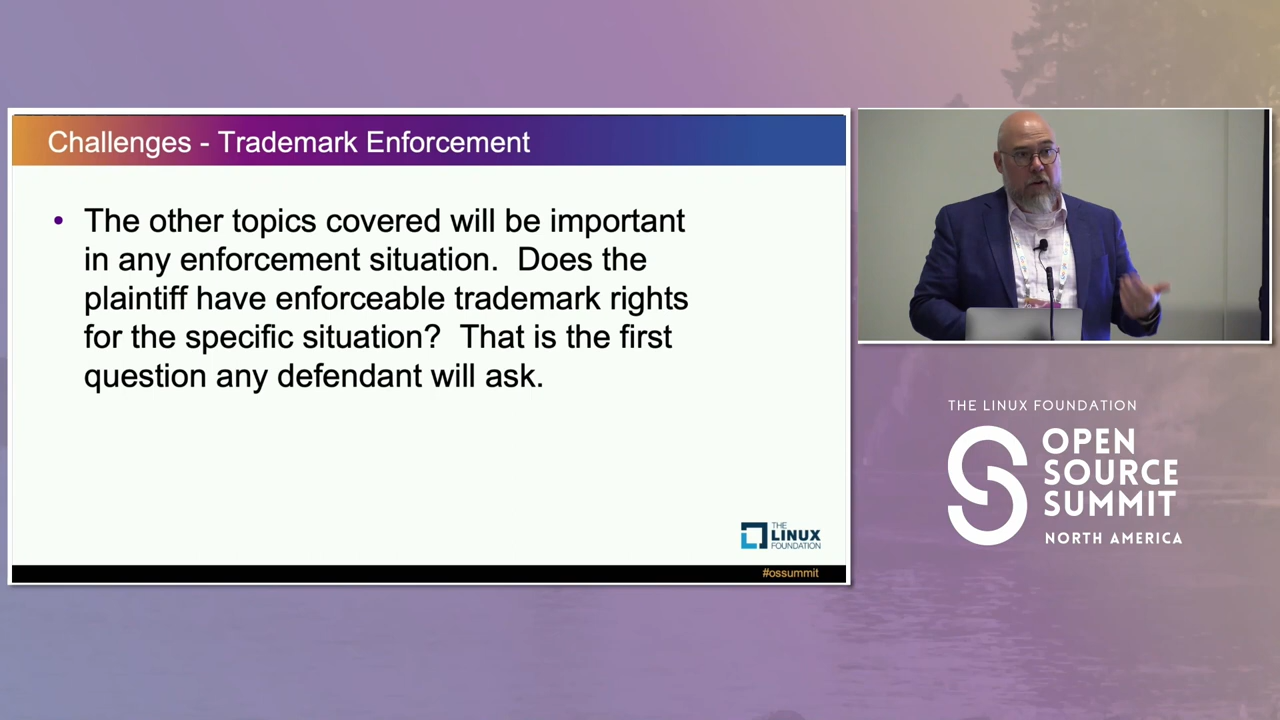 Challenges - Trademark Enforcement
• The other topics covered will be important
in any enforcement situation.  Does the
plaintiff have enforceable trademark rights
for the specific situation?  That is the first
question any defendant will ask.
THE
LINUX
FOUNDATION
#ossummit
THE LINUX FOUNDATION
OPEN
SOURCE
SUMMIT
NORTH AMERICA